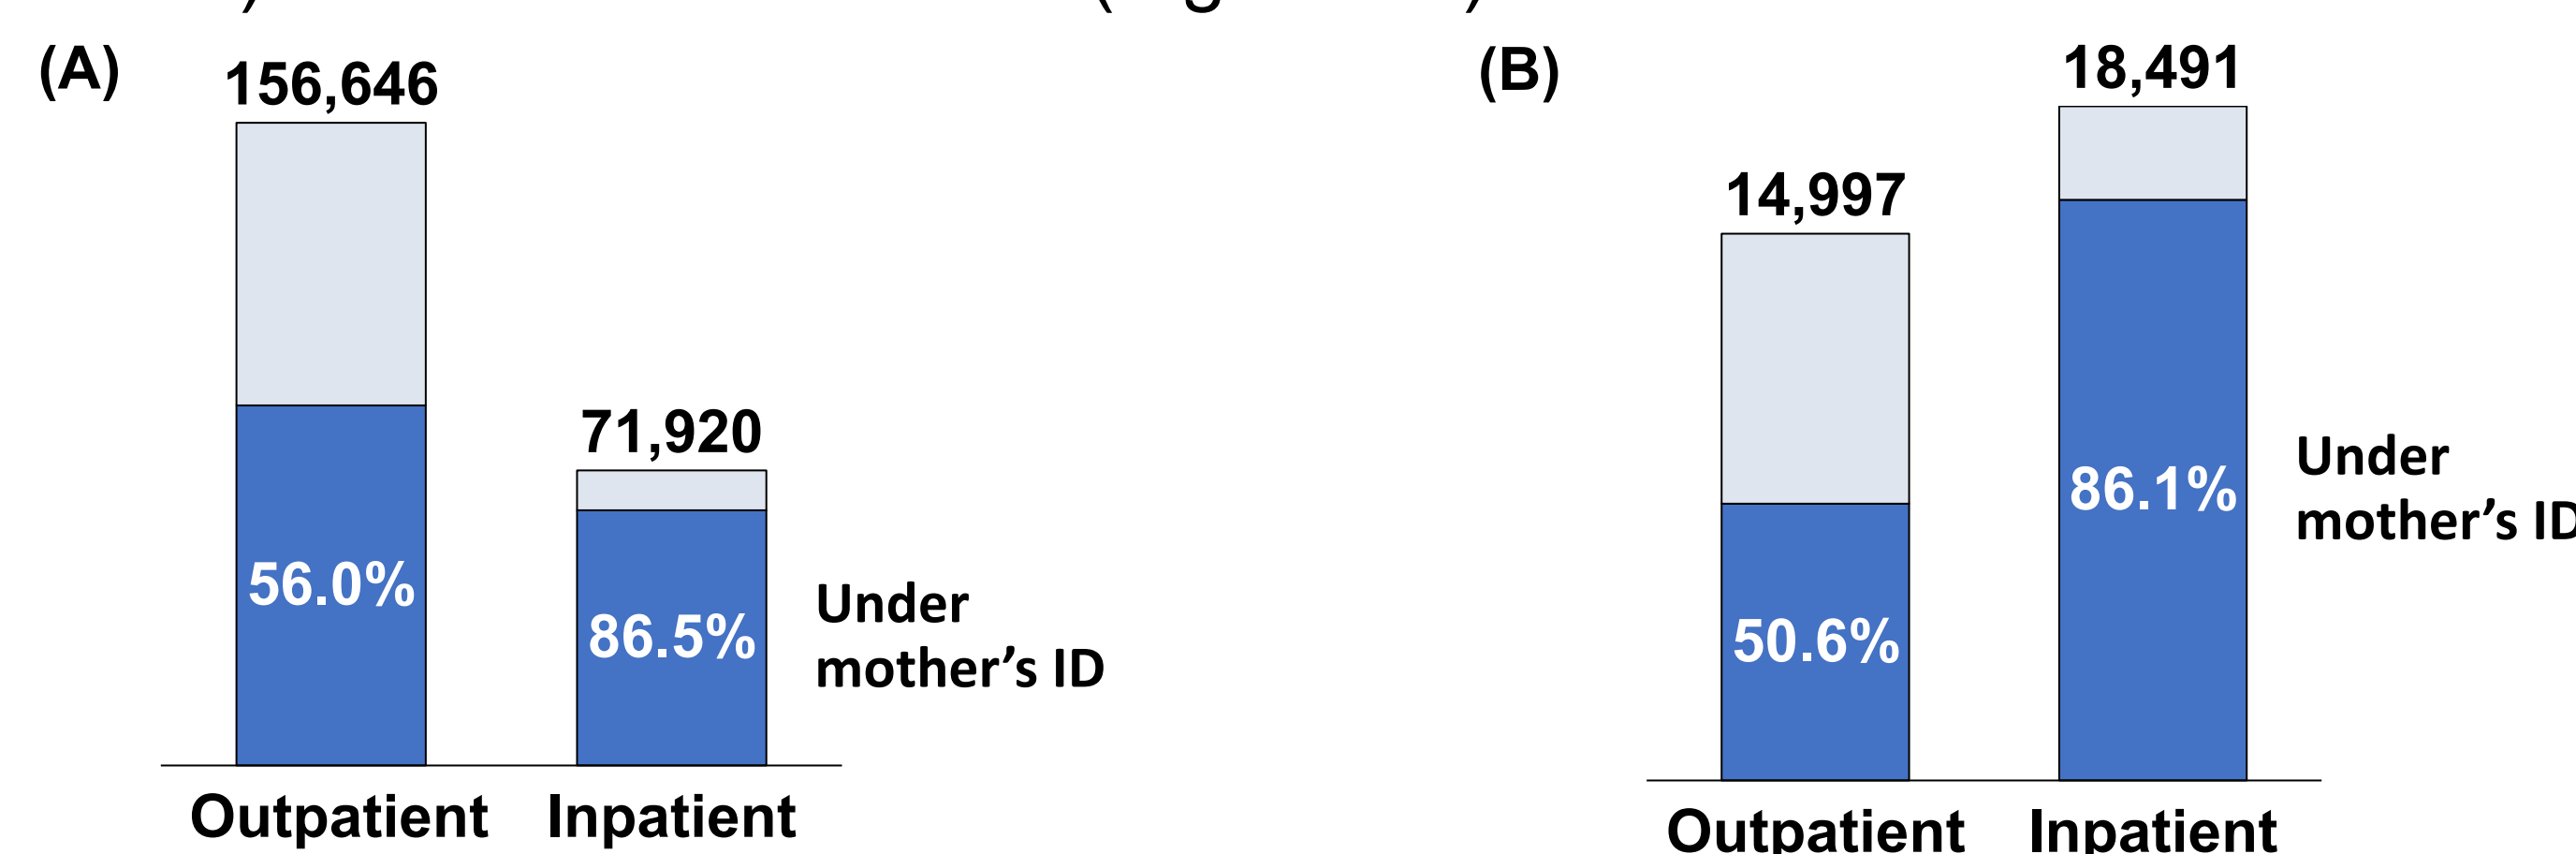 (A)
156,646
71,920
56.0%
86.5%
Under
mother’s ID
Outpatient
Inpatient
(B)
18,491
14,997
86.1%
50.6%
Under
mother’s ID
Outpatient
Inpatient